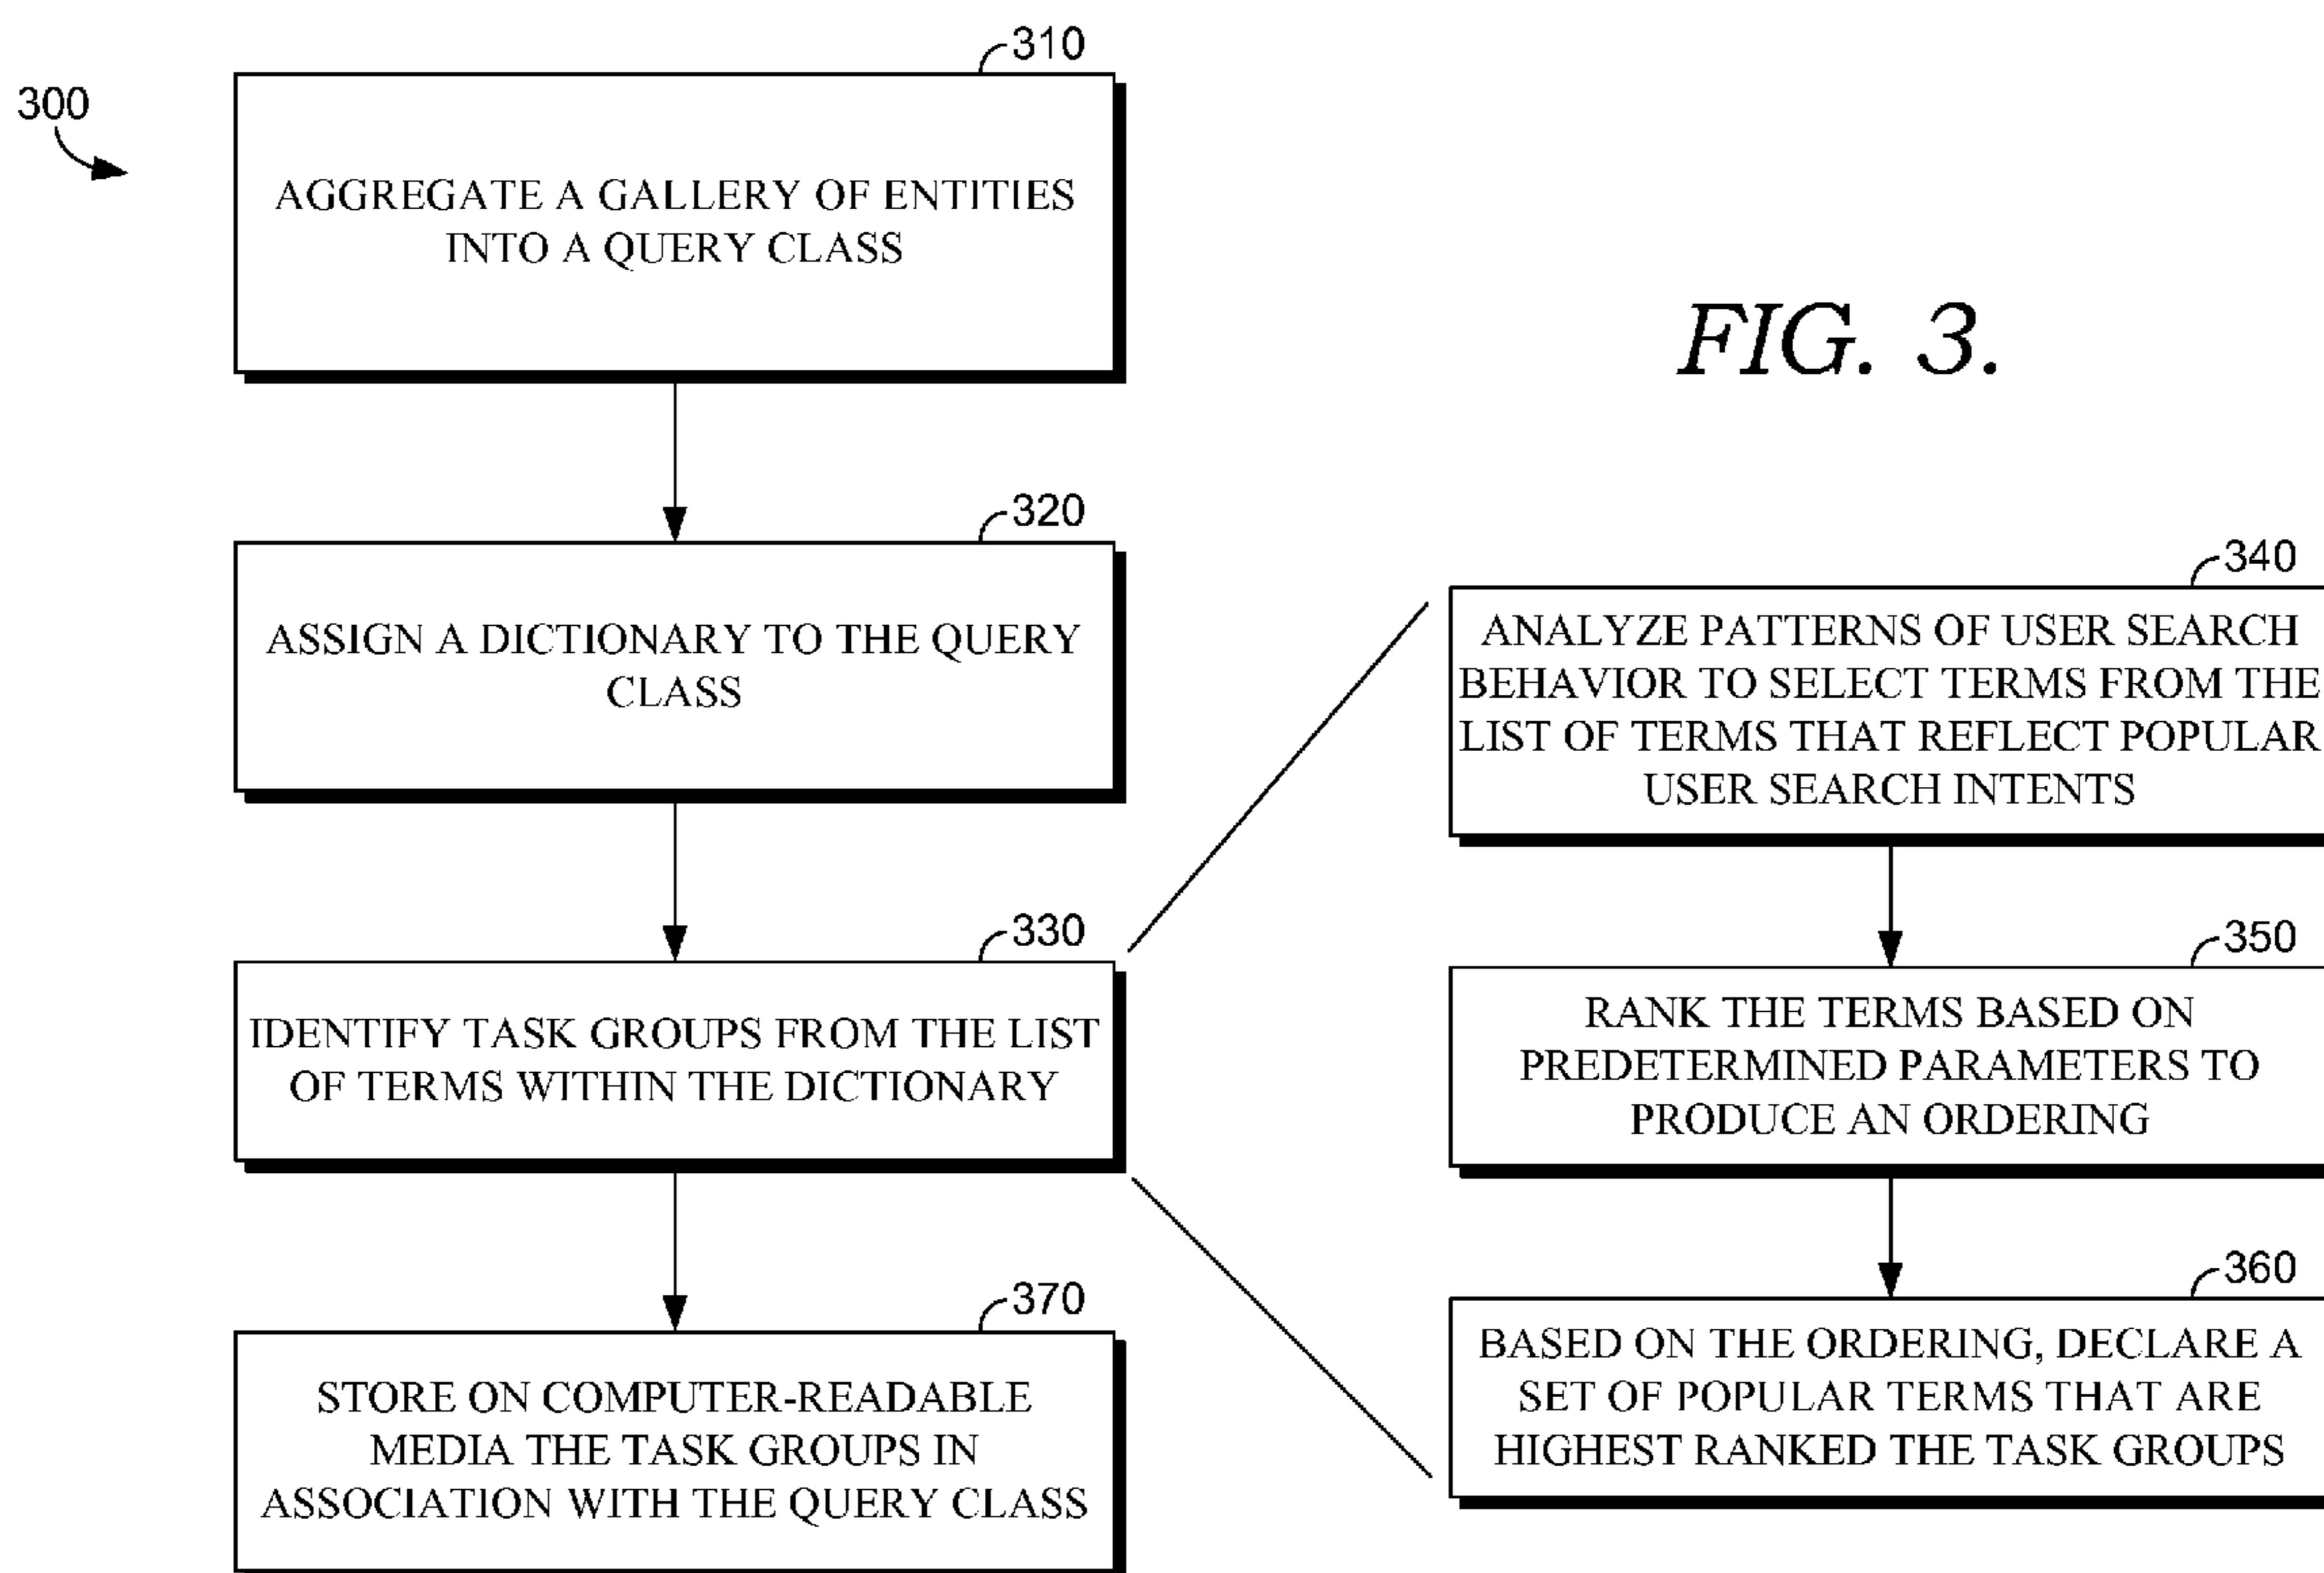 300
310
AGGREGATE A GALLERY OF ENTITIES
INTO A QUERY CLASS
FIG. 3.
320
ASSIGN A DICTIONARY TO THE QUERY
CLASS
330
IDENTIFY TASK GROUPS FROM THE LIST
OF TERMS WITHIN THE DICTIONARY
340
ANALYZE PATTERNS OF USER SEARCH
BEHAVIOR TO SELECT TERMS FROM THE
LIST OF TERMS THAT REFLECT POPULAR
USER SEARCH INTENTS
350
RANK THE TERMS BASED ON
PREDETERMINED PARAMETERS TO
PRODUCE AN ORDERING
360
BASED ON THE ORDERING, DECLARE A
SET OF POPULAR TERMS THAT ARE
HIGHEST RANKED THE TASK GROUPS
370
STORE ON COMPUTER-READABLE
MEDIA THE TASK GROUPS IN
ASSOCIATION WITH THE QUERY CLASS